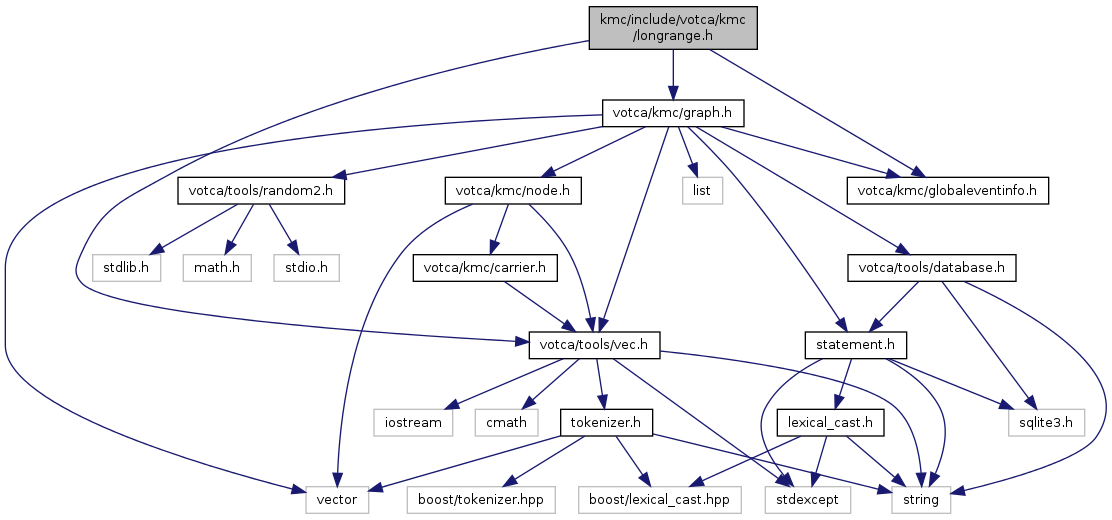 kmc/include/votca/kmc
/longrange.h
votca/kmc/graph.h
votca/tools/random2.h
votca/kmc/node.h
list
votca/kmc/globaleventinfo.h
stdlib.h
math.h
stdio.h
votca/kmc/carrier.h
votca/tools/database.h
votca/tools/vec.h
statement.h
iostream
cmath
tokenizer.h
lexical_cast.h
sqlite3.h
vector
boost/tokenizer.hpp
boost/lexical_cast.hpp
stdexcept
string